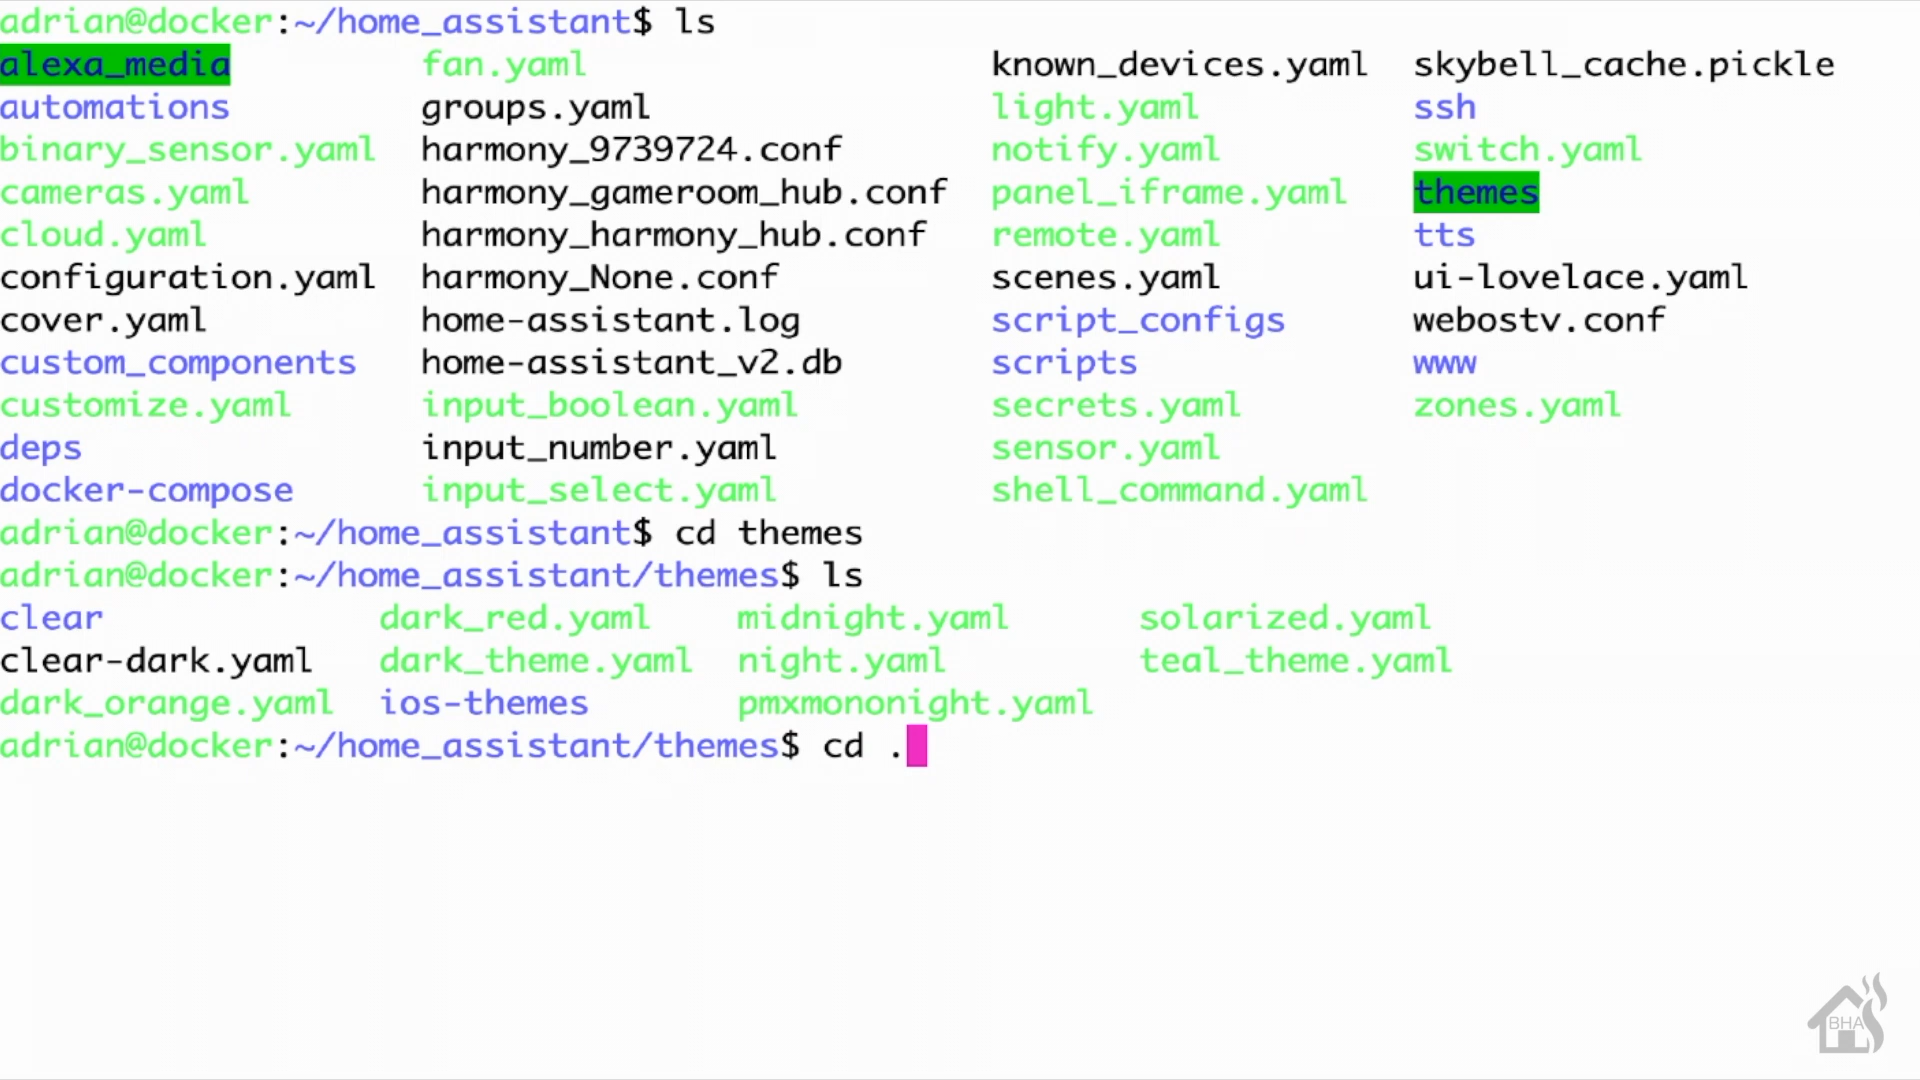 adrian@docker:~/home_assistant$ ls
alexa_media fan.yaml known_devices.yaml skybell_cache.pickle
automations groups.yaml light.yaml ssh
binary_sensor.yaml harmony_9739724.conf notify.yaml switch.yaml
cameras.yaml harmony_gameroom_hub.conf panel_iframe.yaml themes
cloud.yaml harmony_harmony_hub.conf remote.yaml tts
configuration.yaml harmony_None.conf scenes.yaml ui-lovelace.yaml
cover.yaml home-assistant.log script_configs webostv.conf
custom_components home-assistant_v2.db scripts www
customize.yaml input_boolean.yaml secrets.yaml zones.yaml
deps input_number.yaml sensor.yaml
docker-compose input_select.yaml shell_command.yaml
adrian@docker:~/home_assistant$ cd themes
adrian@docker:~/home_assistant/themes$ ls
clear dark_red.yaml midnight.yaml solarized.yaml
clear-dark.yaml dark_theme.yaml night.yaml teal_theme.yaml
dark_orange.yaml ios-themes pmxmononight.yaml
adrian@docker:~/home_assistant/themes$ cd .
BHA